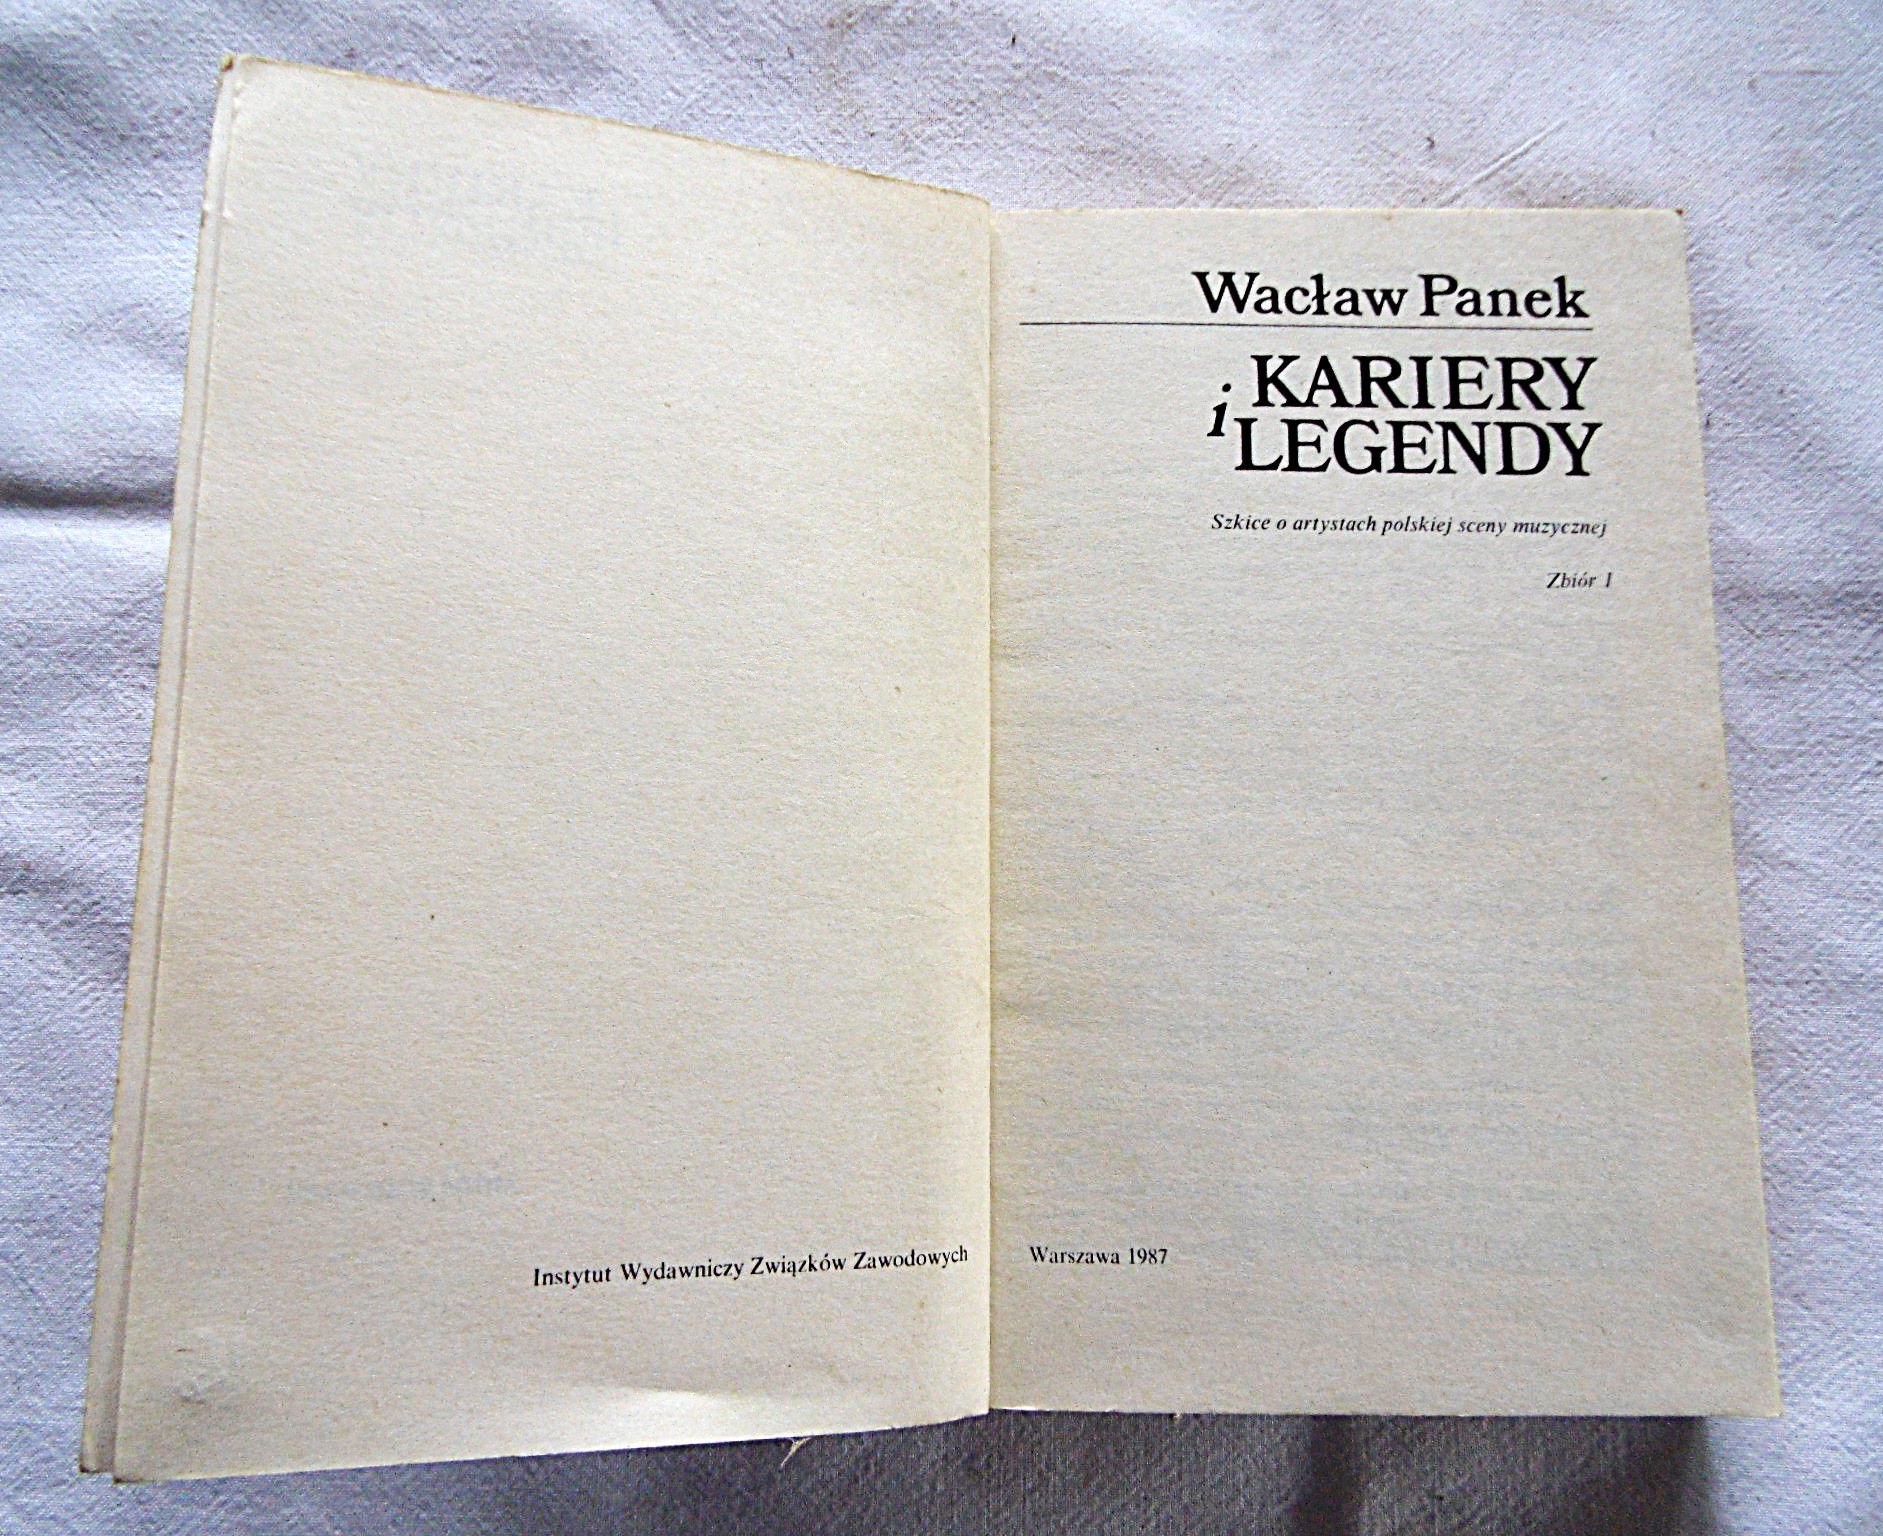 Wacław Panek
KARIERY
i LEGENDY
Szkice o artystach polskiej sceny muzycznej
Zbiór 1
Instytut Wydawniczy Związków Zawodowych
Warszawa 1987